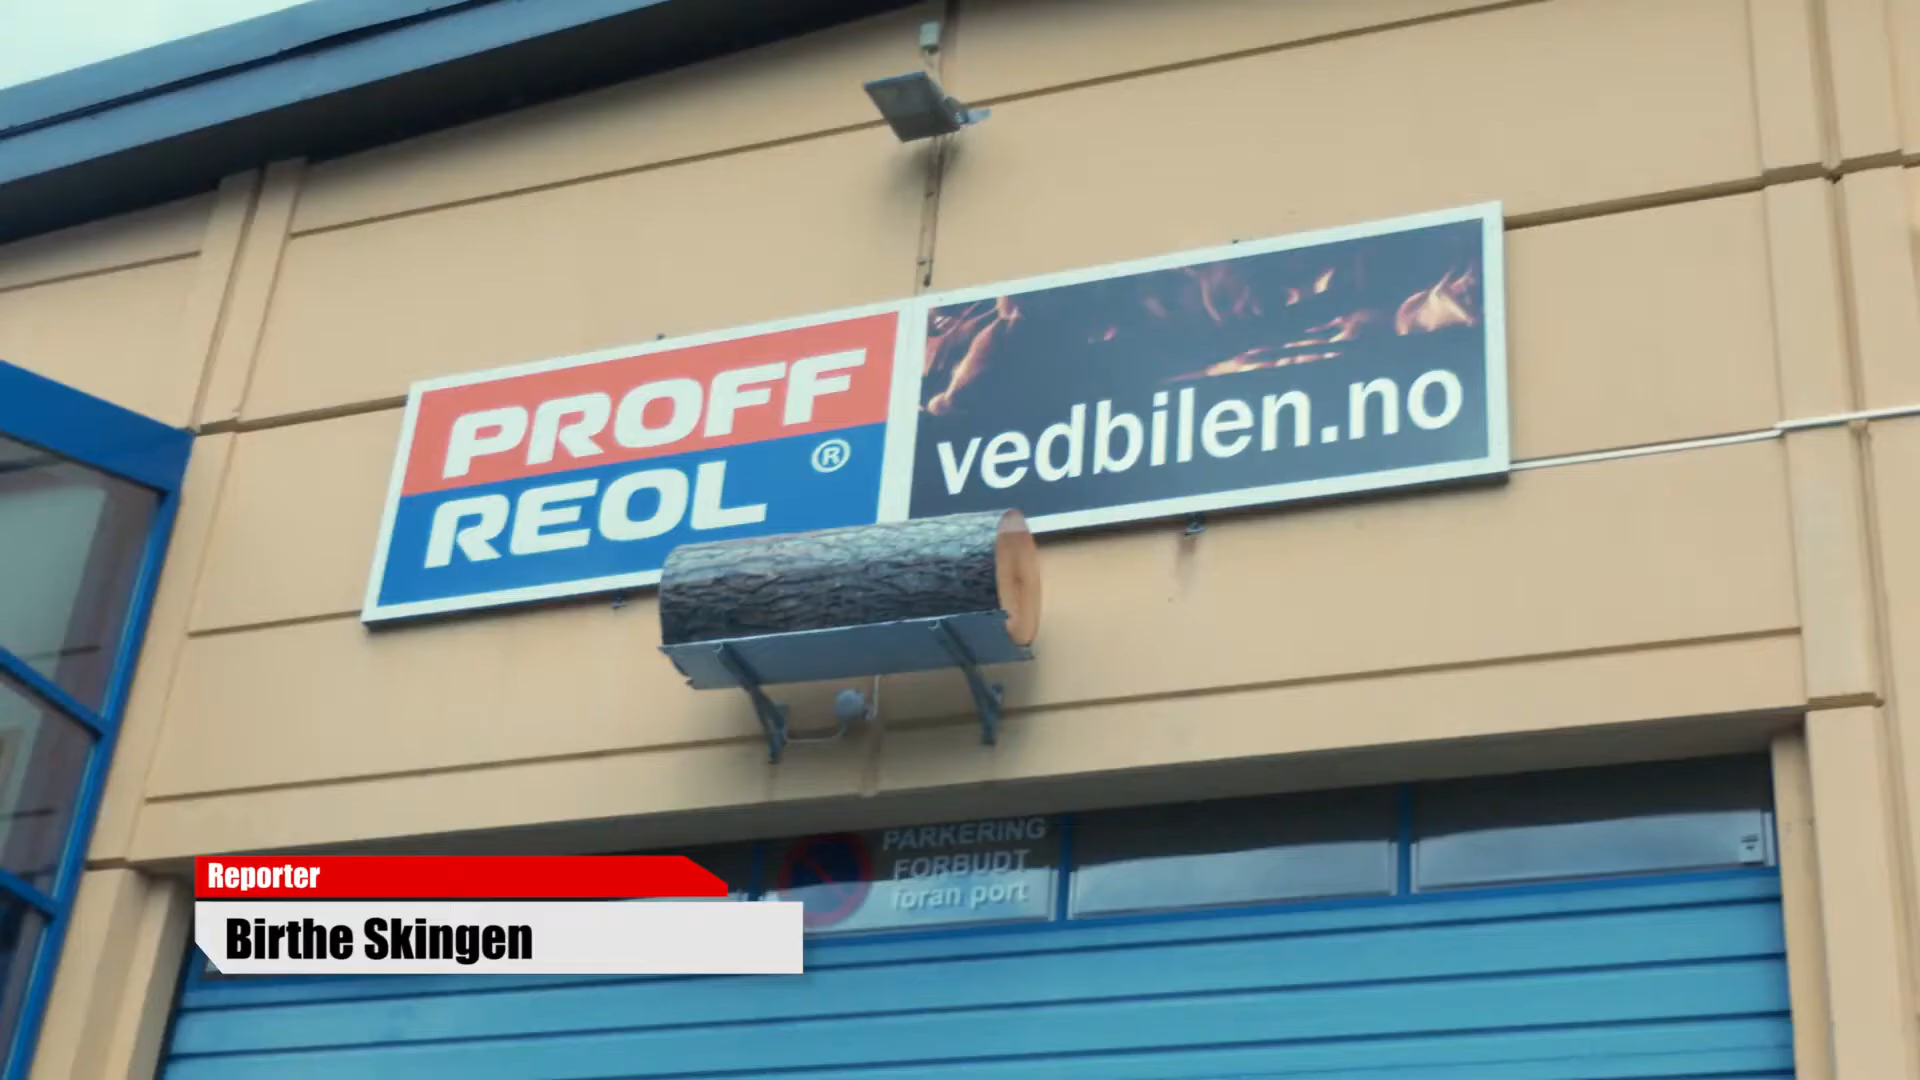 PROFF
REOL ®
vedbilen.no
PARKERING
FORBUDT
foran port
Reporter
Birthe Skingen